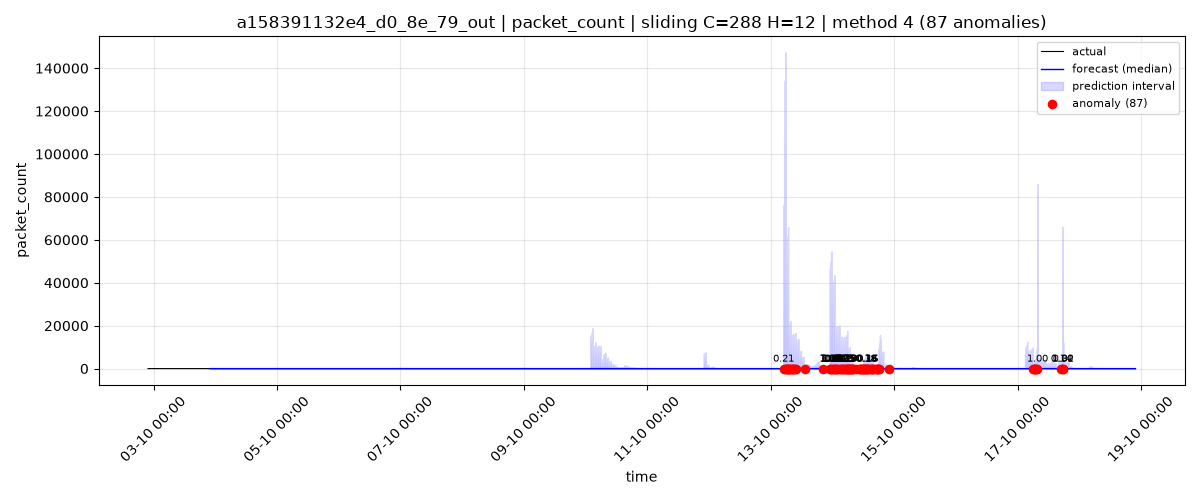 a158391132e4_d0_8e_79_out | packet_count | sliding C=288 H=12 | method 4 (87 anomalies)
actual
forecast (median)
prediction interval
anomaly (87)
packet_count
140000
120000
100000
80000
60000
40000
20000
0
0.21
1.00
03-10 00:00
05-10 00:00
07-10 00:00
09-10 00:00
11-10 00:00
13-10 00:00
15-10 00:00
17-10 00:00
19-10 00:00
time